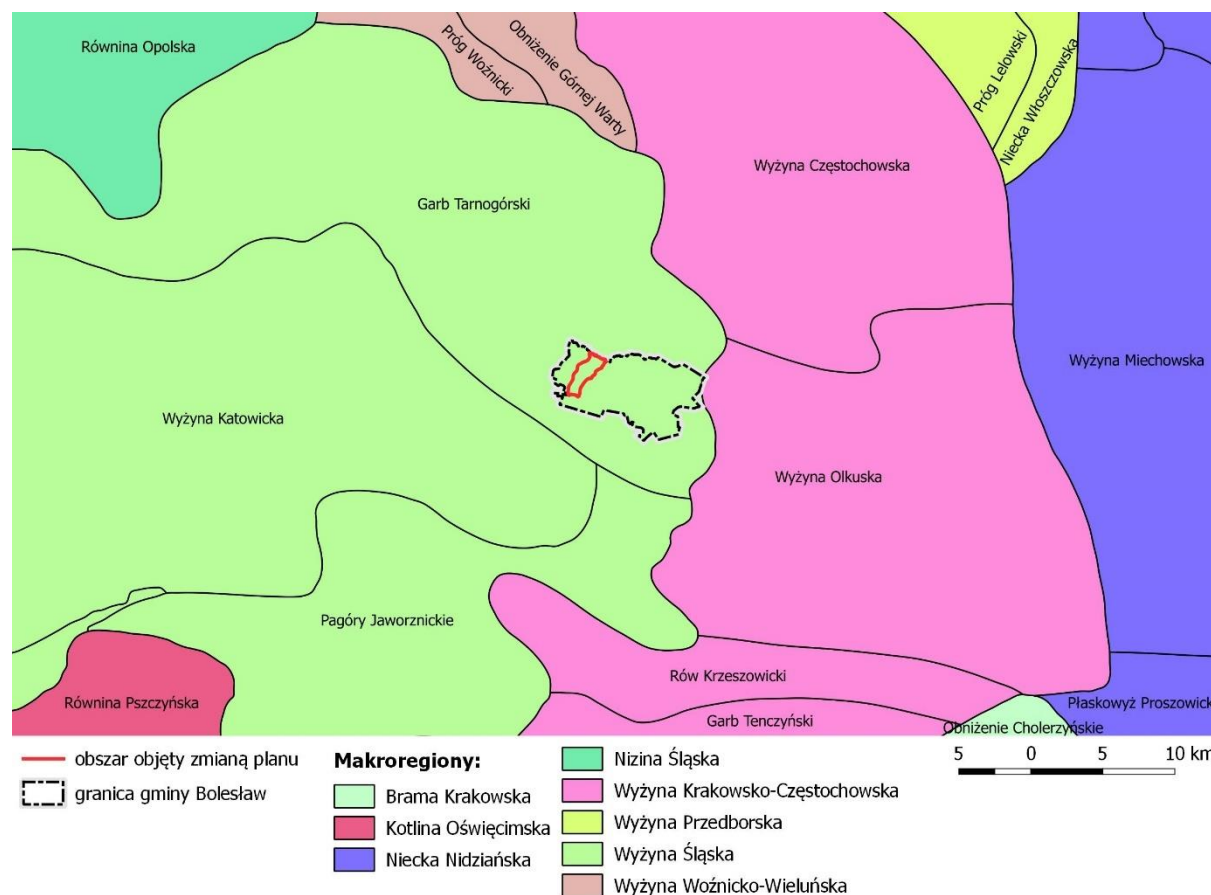 Równina Opolska
Próg Woźnicki
Obniżenie Górnej Warty
Próg Lelowski
Niecka Włoszczowska
Wyżyna Częstochowska
Garb Tarnogórski
Wyżyna Miechowska
Wyżyna Katowicka
Wyżyna Olkuska
Pagóry Jaworznickie
Rów Krzeszowicki
Równina Pszczyńska
Garb Tenczyński
Płaskowyż Proszowick
Obniżenie Cholerzyńskie
obszar objęty zmianą planu
granica gminy Bolesław
Makroregiony:
Brama Krakowska
Kotlina Oświęcimska
Niecka Nidziańska
Nizina Śląska
Wyżyna Krakowsko-Częstochowska
Wyżyna Przedborska
Wyżyna Śląska
Wyżyna Woźnicko-Wieluńska
5 0 5 10 km